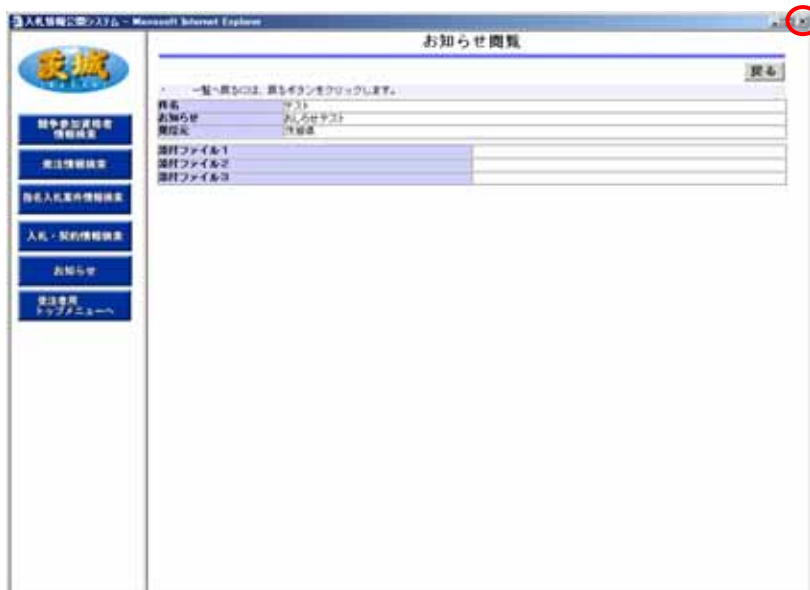 入札情報公開システム - Microsoft Internet Explorer
お知らせ閲覧
茨城
戻る
一覧へ戻るには、戻るボタンをクリックします。
件名 テスト
お知らせ おしらせテスト
発信元 茨城県
添付ファイル1
添付ファイル2
添付ファイル3
競争参加資格者
情報検索
発注情報検索
指名入札案件情報検索
入札・契約情報検索
お知らせ
受注者用
トップメニューへ